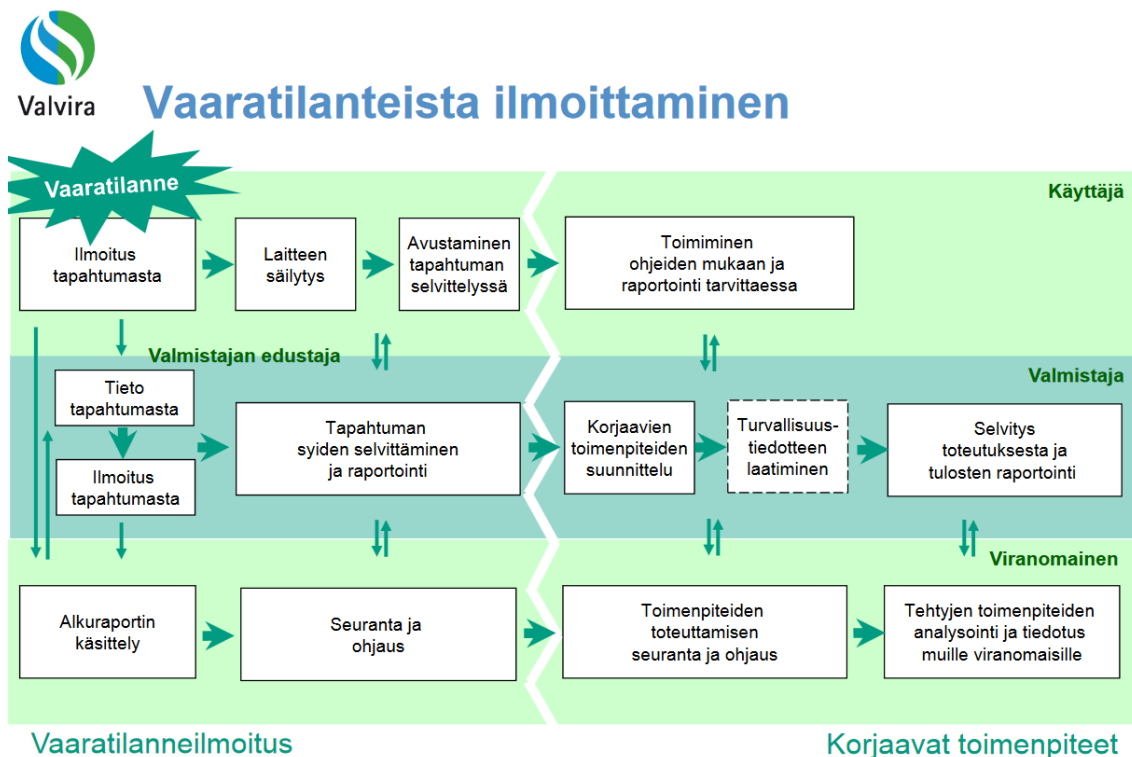 Valvira
Vaaratilanteista ilmoittaminen
Vaaratilanne
Käyttäjä
Ilmoitus
tapahtumasta
Laitteen
säilytys
Avustaminen
tapahtuman
selvittelyssä
Toimiminen
ohjeiden mukaan ja
raportointi tarvittaessa
Valmistajan edustaja
Valmistaja
Tieto
tapahtumasta
Ilmoitus
tapahtumasta
Tapahtuman
syiden selvittäminen
ja raportointi
Korjaavien
toimenpiteiden
suunnittelu
Turvallisuus-
tiedotteen
laatiminen
Selvitys
toteutuksesta ja
tulosten raportointi
Viranomainen
Alkuraportin
käsittely
Seuranta ja
ohjaus
Toimenpiteiden
toteuttamisen
seuranta ja ohjaus
Tehtyjen toimenpiteiden
analysointi ja tiedotus
muille viranomaisille
Vaaratilanneilmoitus
Korjaavat toimenpiteet